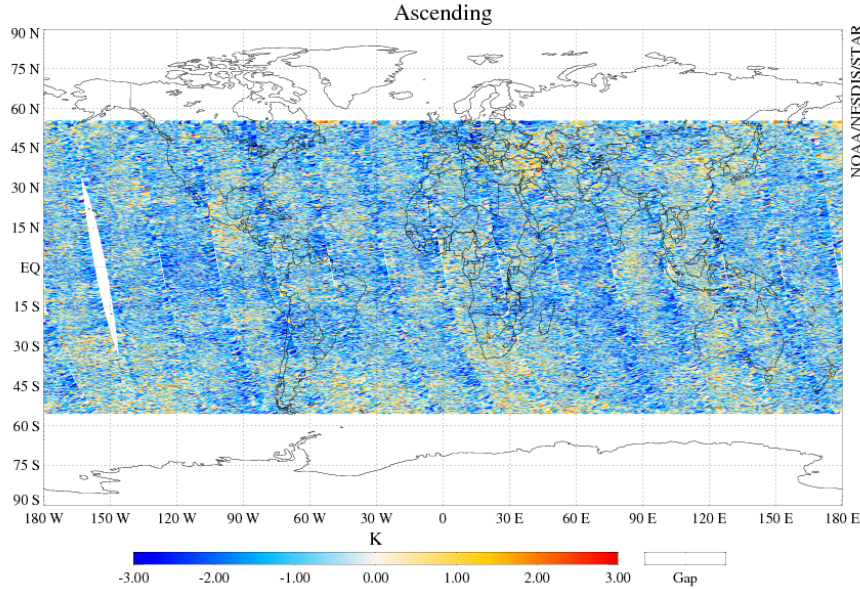 Ascending
90 N
75 N
60 N
45 N
30 N
15 N
EQ
15 S
30 S
45 S
60 S
75 S
90 S
180 W 150 W 120 W 90 W 60 W 30 W 0 30 E 60 E 90 E 120 E 150 E 180 E
NOAA/NESDIS/STAR
K
-3.00 -2.00 -1.00 0.00 1.00 2.00 3.00 Gap